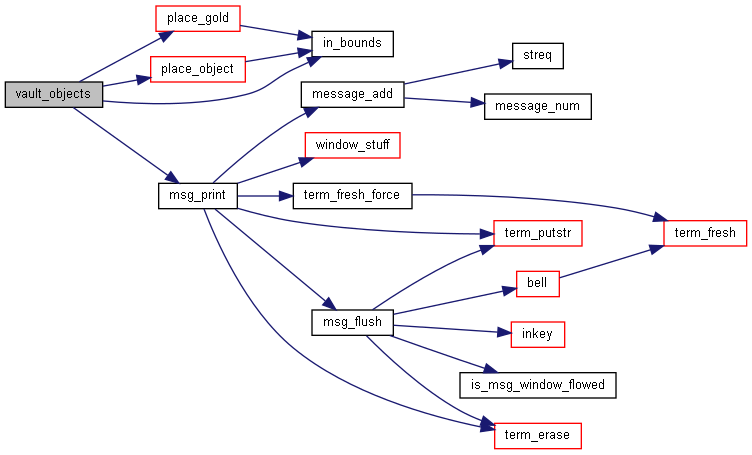 place_gold
in_bounds
streq
place_object
vault_objects
message_add
message_num
window_stuff
msg_print
term_fresh_force
term_putstr
term_fresh
bell
msg_flush
inkey
is_msg_window_flowed
term_erase